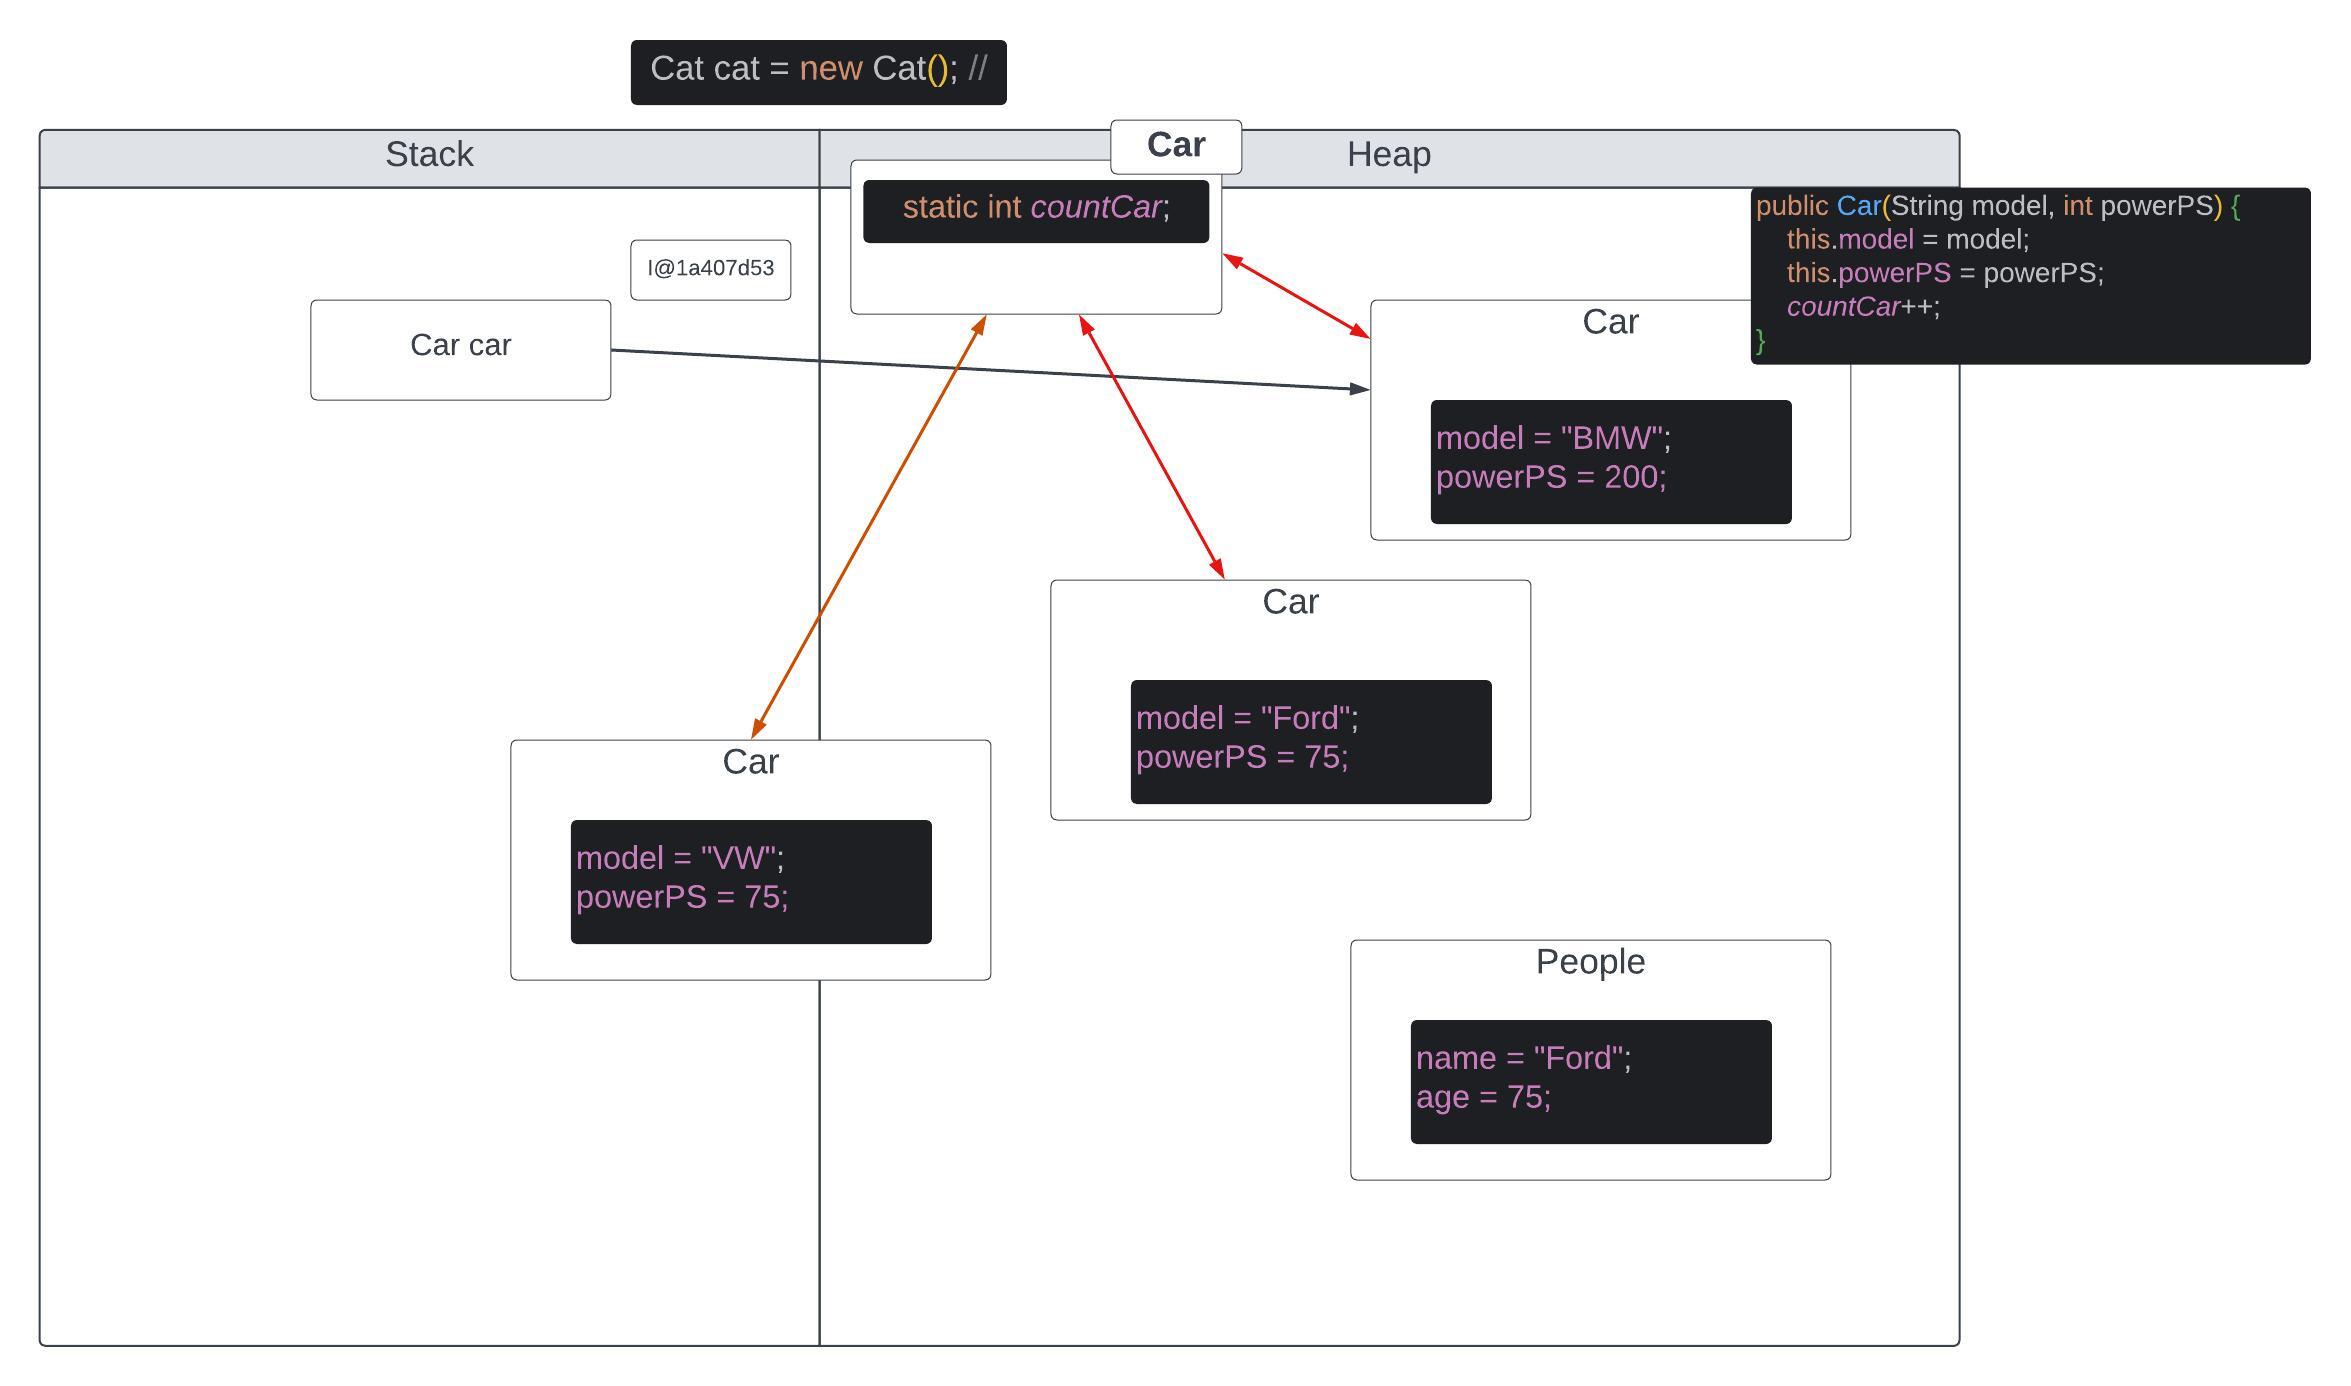 Cat cat = new Cat(); //
Stack
Car
Heap
static int countCar;
public Car(String model, int powerPS) {
this.model = model;
this.powerPS = powerPS;
countCar++;
}
I@1a407d53
Car car
Car
model = "BMW";
powerPS = 200;
Car
model = "Ford";
powerPS = 75;
Car
model = "VW";
powerPS = 75;
People
name = "Ford";
age = 75;